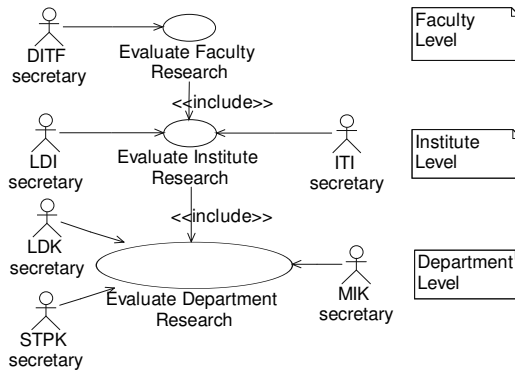 DITF
secretary
Evaluate Faculty
Research
Faculty
Level
<<include>>
LDI
secretary
Evaluate Institute
Research
ITI
secretary
Institute
Level
<<include>>
LDK
secretary
Evaluate Department
Research
MIK
secretary
Department
Level
STPK
secretary